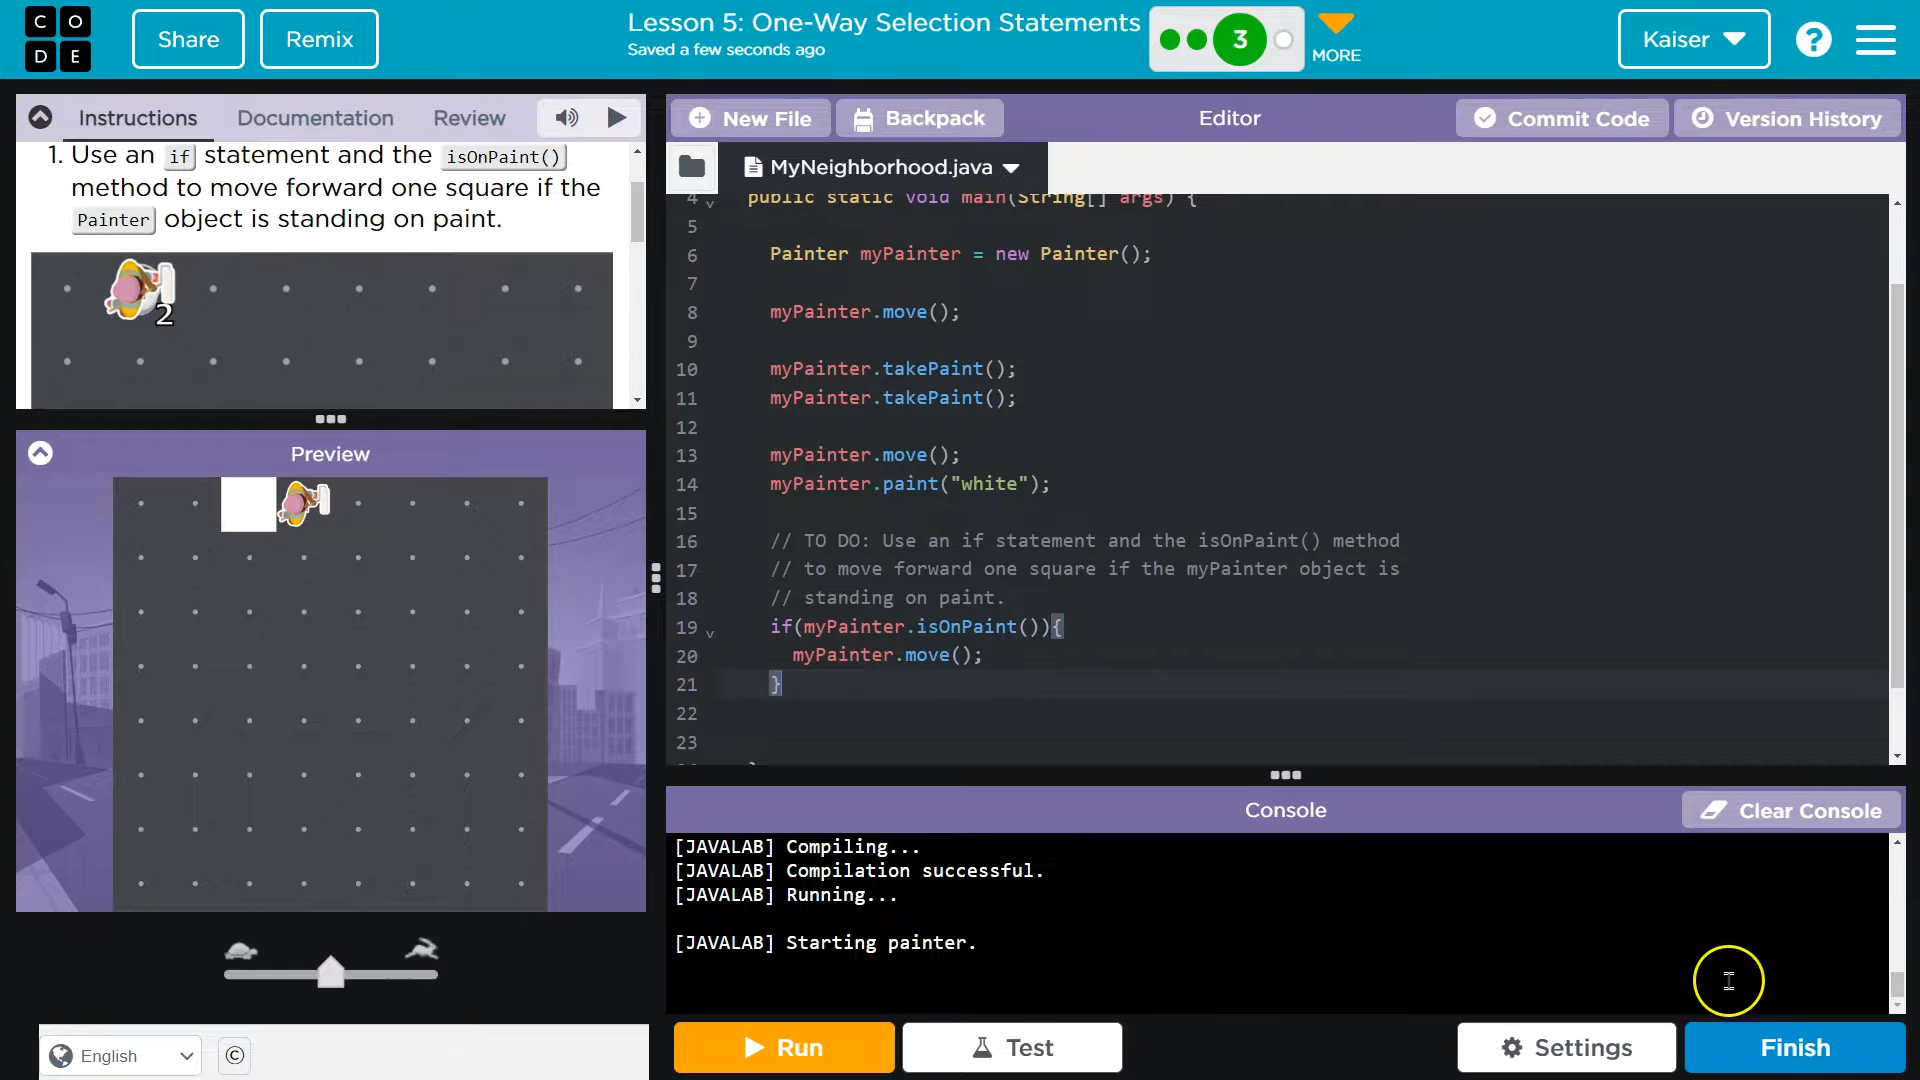 CO
DE
Share
Remix
Lesson 5: One-Way Selection Statements
Saved a few seconds ago
3
MORE
Kaiser
?
Instructions
Documentation
Review
1. Use an if statement and the isOnPaint()
method to move forward one square if the
Painter object is standing on paint.
2
Preview
English
©
New File
Backpack
Editor
Commit Code
Version History
MyNeighborhood.java
4 public static void main(String[] args) {
5
6 Painter myPainter = new Painter();
7
8 myPainter.move();
9
10 myPainter.takePaint();
11 myPainter.takePaint();
12
13 myPainter.move();
14 myPainter.paint("white");
15
16 // TO DO: Use an if statement and the isOnPaint() method
17 // to move forward one square if the myPainter object is
18 // standing on paint.
19 if(myPainter.isOnPaint()){
20 myPainter.move();
21 }
22
23
Console
Clear Console
[JAVALAB] Compiling...
[JAVALAB] Compilation successful.
[JAVALAB] Running...
[JAVALAB] Starting painter.
Run
Test
Settings
Finish